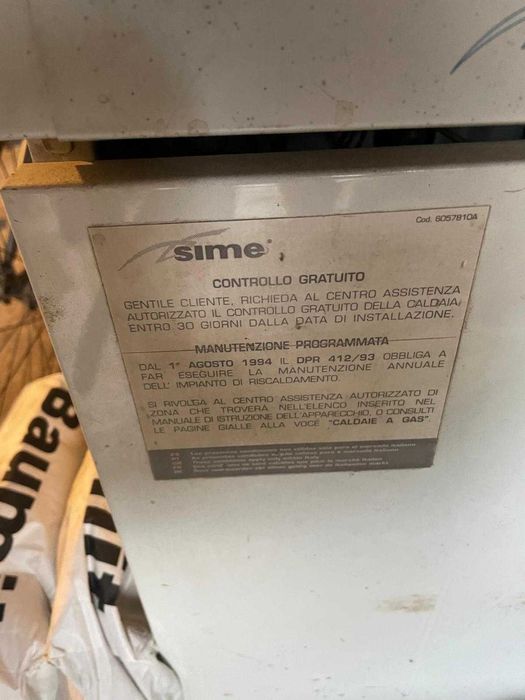 Cod. 6057810A
sime
CONTROLLO GRATUITO
GENTILE CLIENTE, RICHIEDA AL CENTRO ASSISTENZA
AUTORIZZATO IL CONTROLLO GRATUITO DELLA CALDAIA
ENTRO 30 GIORNI DALLA DATA DI INSTALLAZIONE.
MANUTENZIONE PROGRAMMATA
DAL 1° AGOSTO 1994 IL DPR 412/93 OBBLIGA A
FAR ESEGUIRE LA MANUTENZIONE ANNUALE
DELL' IMPIANTO DI RISCALDAMENTO.
SI RIVOLGA AL CENTRO ASSISTENZA AUTORIZZATO DI
ZONA CHE TROVERÀ NELL'ELENCO INSERITO NEL
MANUALE DI ISTRUZIONE DELL'APPARECCHIO, O CONSULTI
LE PAGINE GIALLE ALLA VOCE "CALDAIE A GAS".
Baumit